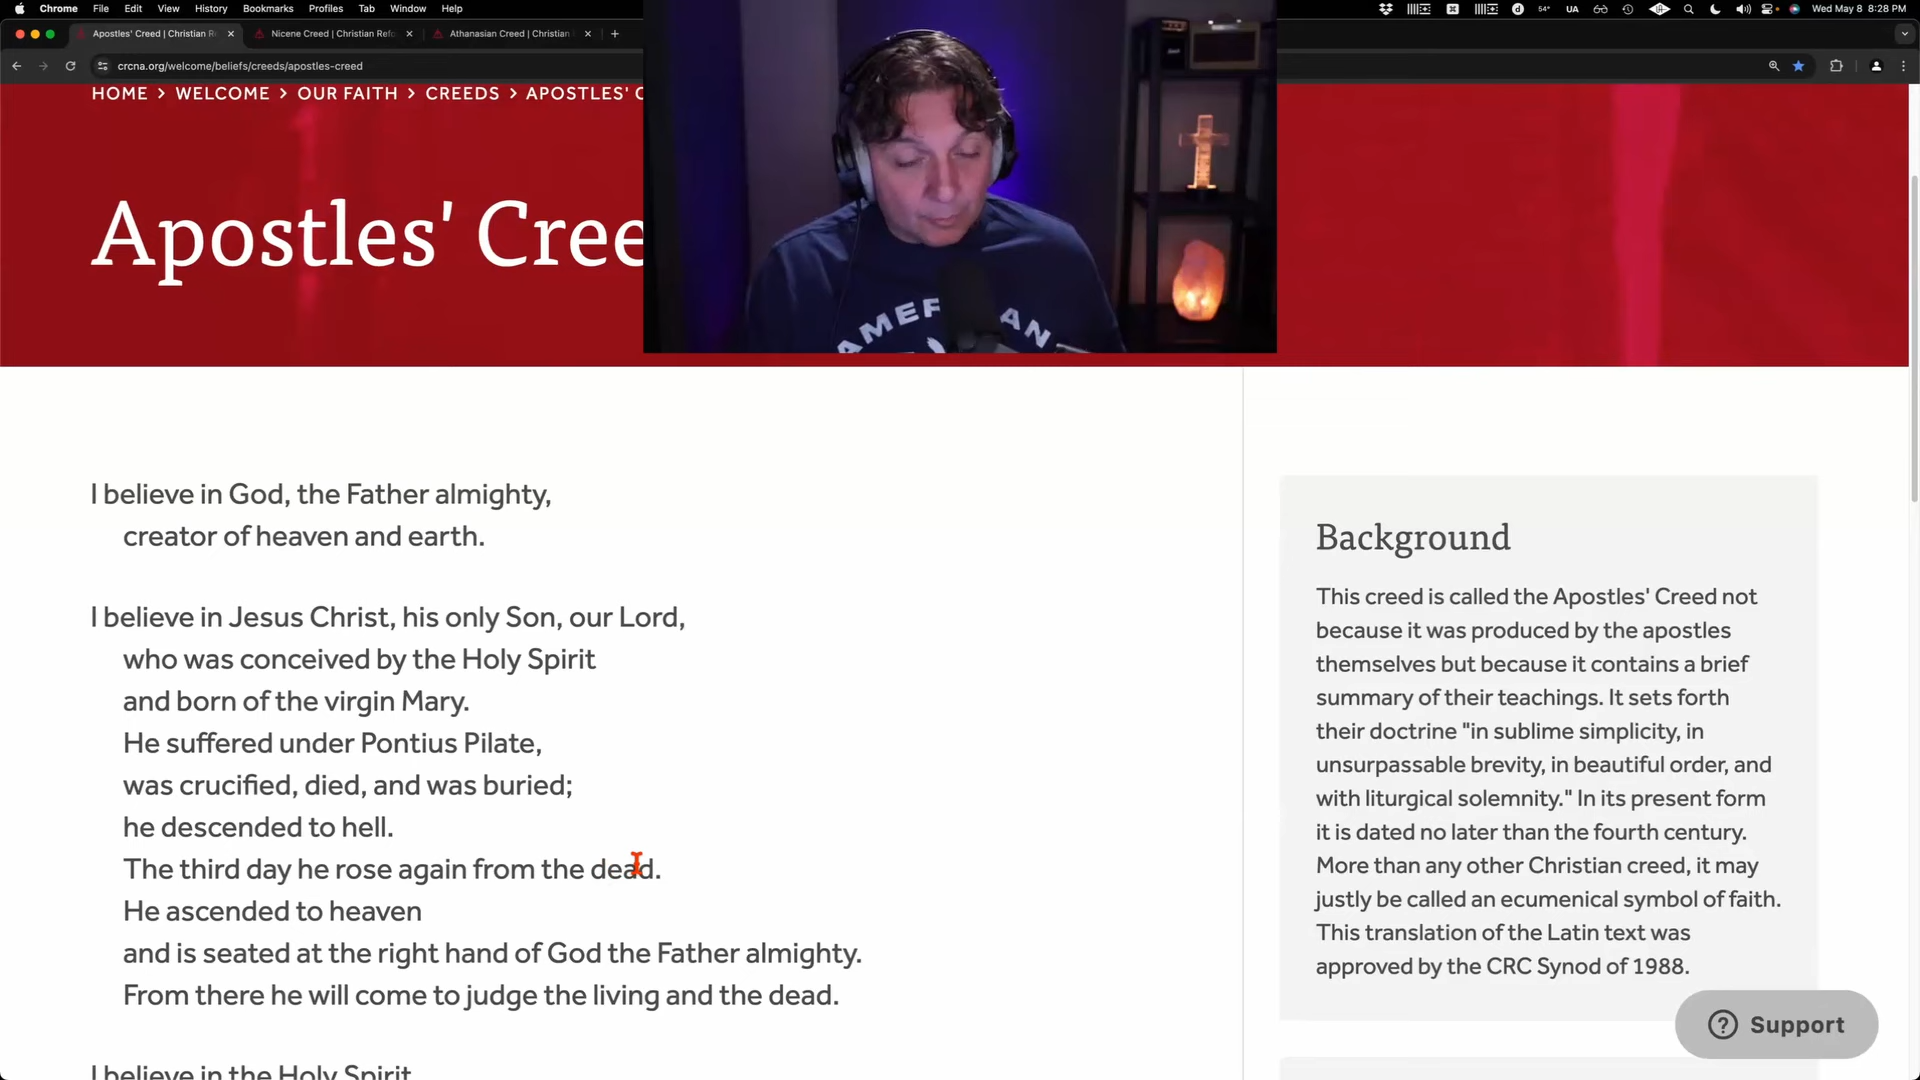 Chrome File Edit View History Bookmarks Profiles Tab Window Help
54° UA Wed May 8 8:28 PM
Apostles' Creed | Christian Re
Nicene Creed | Christian Refo
Athanasian Creed | Christian
crcna.org/welcome/beliefs/creeds/apostles-creed
HOME > WELCOME > OUR FAITH > CREEDS > APOSTLES' C
Apostles' Cree
AMER AN
I believe in God, the Father almighty,
creator of heaven and earth.
I believe in Jesus Christ, his only Son, our Lord,
who was conceived by the Holy Spirit
and born of the virgin Mary.
He suffered under Pontius Pilate,
was crucified, died, and was buried;
he descended to hell.
The third day he rose again from the dead.
He ascended to heaven
and is seated at the right hand of God the Father almighty.
From there he will come to judge the living and the dead.
I believe in the Holy Spirit
Background
This creed is called the Apostles' Creed not
because it was produced by the apostles
themselves but because it contains a brief
summary of their teachings. It sets forth
their doctrine "in sublime simplicity, in
unsurpassable brevity, in beautiful order, and
with liturgical solemnity." In its present form
it is dated no later than the fourth century.
More than any other Christian creed, it may
justly be called an ecumenical symbol of faith.
This translation of the Latin text was
approved by the CRC Synod of 1988.
Support